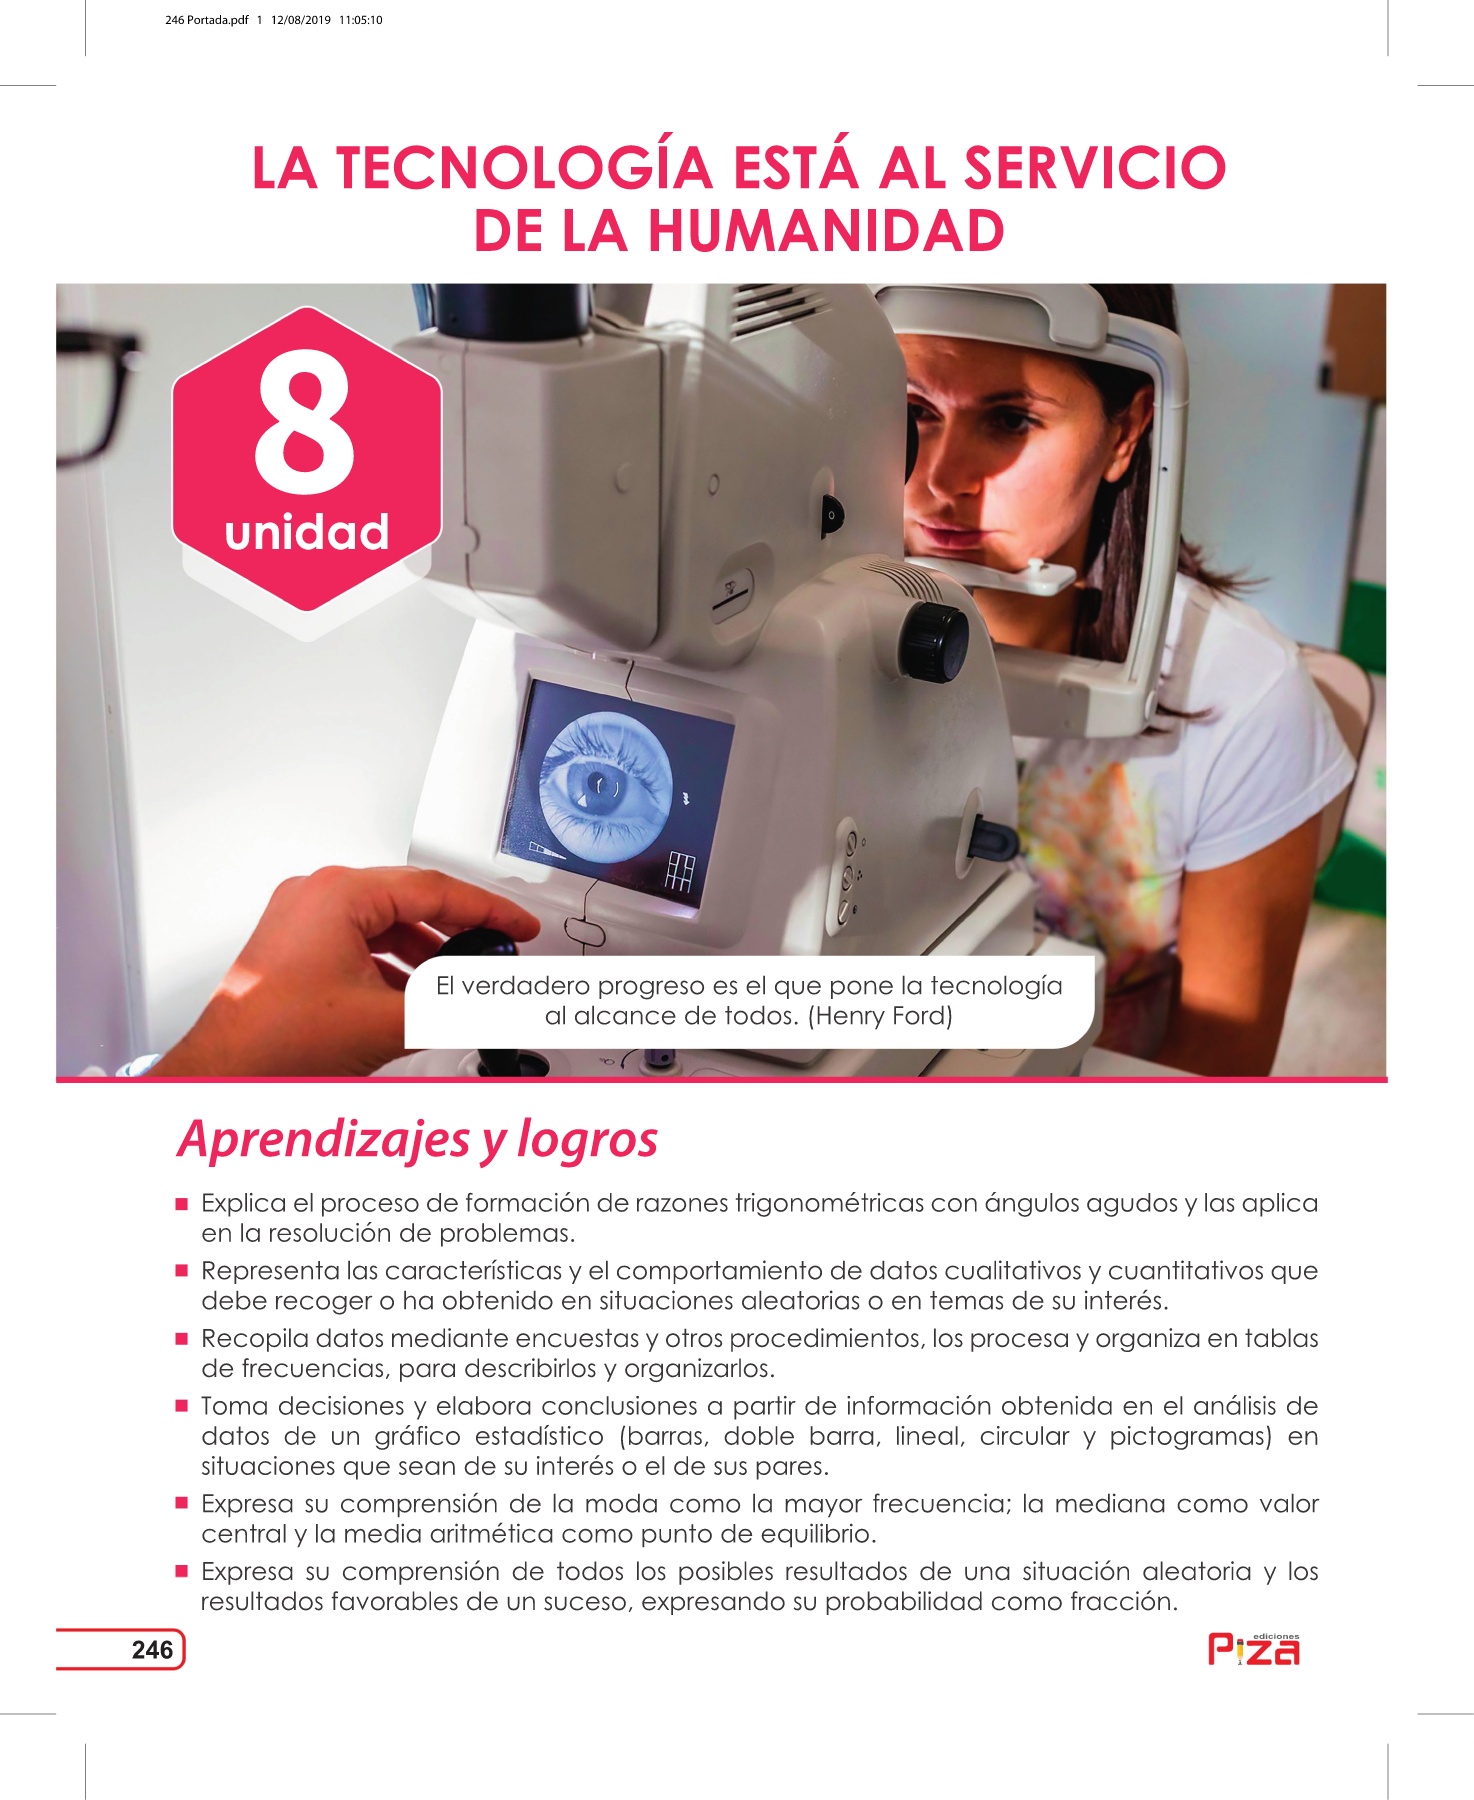 246 Portada.pdf 1 12/08/2019 11:05:10
LA TECNOLOGÍA ESTÁ AL SERVICIO
DE LA HUMANIDAD
8
unidad
El verdadero progreso es el que pone la tecnología
al alcance de todos. (Henry Ford)
Aprendizajes y logros
Explica el proceso de formación de razones trigonométricas con ángulos agudos y las aplica
en la resolución de problemas.
Representa las características y el comportamiento de datos cualitativos y cuantitativos que
debe recoger o ha obtenido en situaciones aleatorias o en temas de su interés.
Recopila datos mediante encuestas y otros procedimientos, los procesa y organiza en tablas
de frecuencias, para describirlos y organizarlos.
Toma decisiones y elabora conclusiones a partir de información obtenida en el análisis de
datos de un gráfico estadístico (barras, doble barra, lineal, circular y pictogramas) en
situaciones que sean de su interés o el de sus pares.
Expresa su comprensión de la moda como la mayor frecuencia; la mediana como valor
central y la media aritmética como punto de equilibrio.
Expresa su comprensión de todos los posibles resultados de una situación aleatoria y los
resultados favorables de un suceso, expresando su probabilidad como fracción.
246
ediciones
Piza